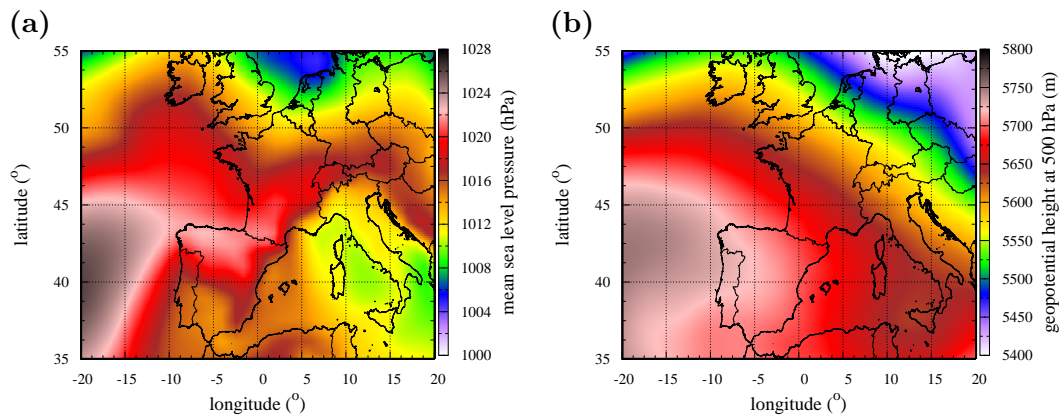 (a)
55
50
45
40
35
-20 -15 -10 -5 0 5 10 15 20
latitude (°)
longitude (°)
1028
1024
1020
1016
1012
1008
1004
1000
mean sea level pressure (hPa)
(b)
55
50
45
40
35
-20 -15 -10 -5 0 5 10 15 20
latitude (°)
longitude (°)
5800
5750
5700
5650
5600
5550
5500
5450
5400
geopotential height at 500 hPa (m)